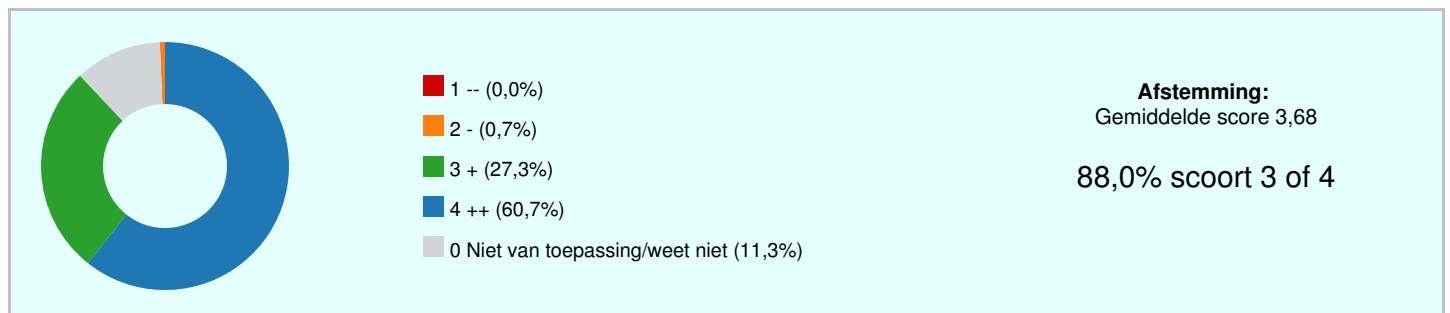 1 -- (0,0%)
2 - (0,7%)
3 + (27,3%)
4 ++ (60,7%)
0 Niet van toepassing/weet niet (11,3%)
Afstemming:
Gemiddelde score 3,68
88,0% scoort 3 of 4